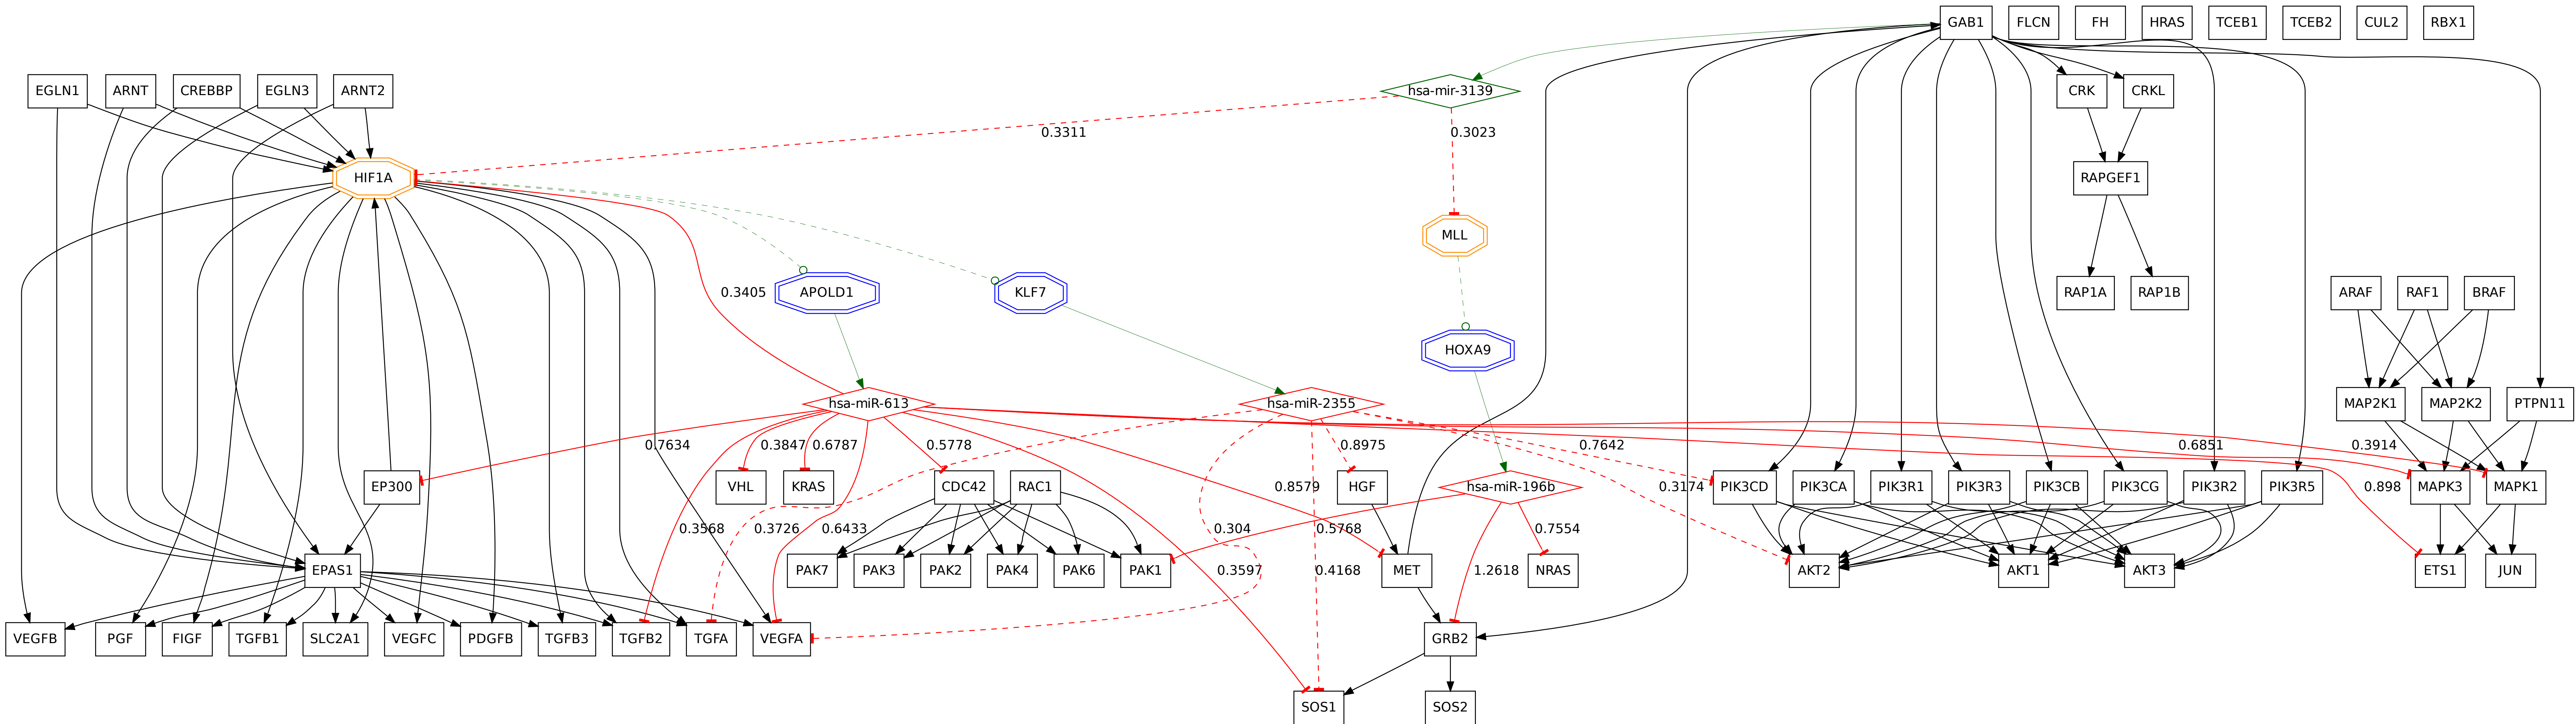 GAB1 FLCN FH HRAS TCEB1 TCEB2 CUL2 RBX1
EGLN1 ARNT CREBBP EGLN3 ARNT2 hsa-mir-3139 CRK CRKL
0.3311 0.3023
HIF1A RAPGEF1
MLL
0.3405 APOLD1 KLF7 RAP1A RAP1B ARAF RAF1 BRAF
HOXA9
hsa-miR-613 hsa-miR-2355 MAP2K1 MAP2K2 PTPN11
0.7634 0.3847 0.6787 0.5778 0.8975 0.7642 0.6851 0.3914
EP300 VHL KRAS CDC42 RAC1 0.8579 HGF hsa-miR-196b 0.3174 PIK3CD PIK3CA PIK3R1 PIK3R3 PIK3CB PIK3CG PIK3R2 PIK3R5 0.898 MAPK3 MAPK1
0.3568 0.3726 0.6433 0.304 0.5768 0.7554
EPAS1 PAK7 PAK3 PAK2 PAK4 PAK6 PAK1 0.3597 0.4168 MET 1.2618 NRAS AKT2 AKT1 AKT3 ETS1 JUN
VEGFB PGF FIGF TGFB1 SLC2A1 VEGFC PDGFB TGFB3 TGFB2 TGFA VEGFA GRB2
SOS1 SOS2